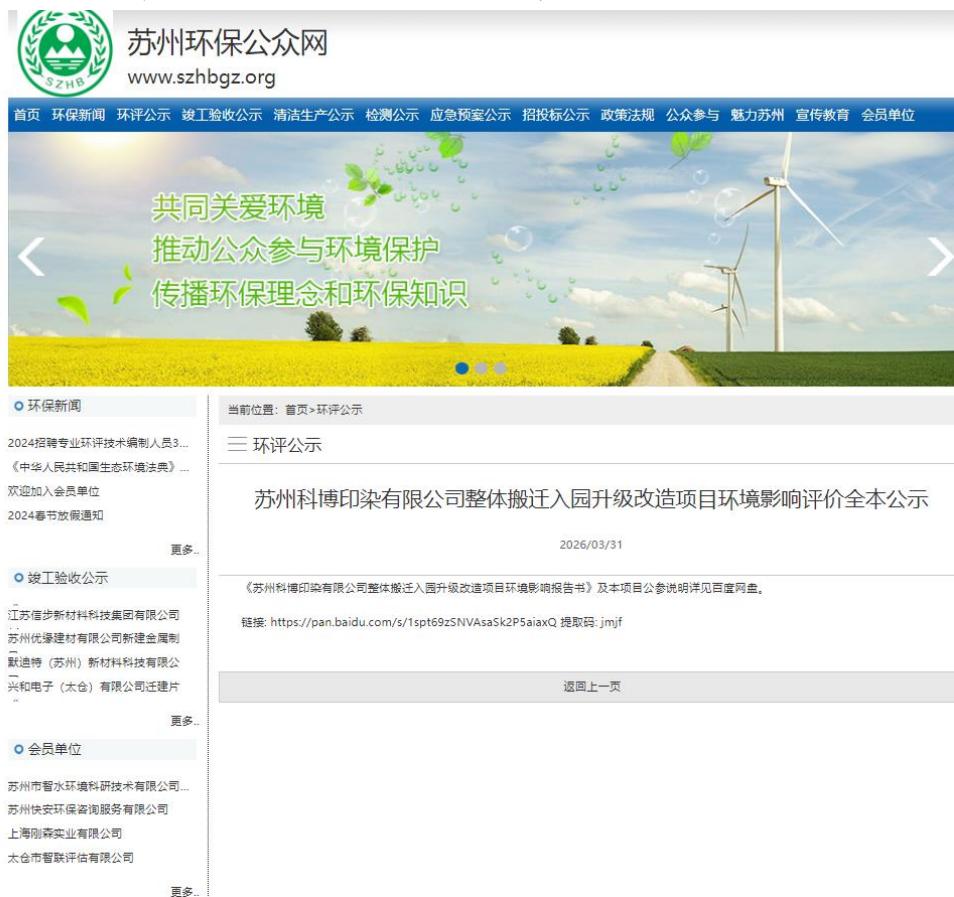 SZHB
苏州环保公众网
www.szhbgz.org
首页 环保新闻 环评公示 竣工验收公示 清洁生产公示 检测公示 应急预案公示 招投标公示 政策法规 公众参与 魅力苏州 宣传教育 会员单位
共同关爱环境
推动公众参与环境保护
传播环保理念和环保知识
环保新闻
2024招聘专业环评技术编制人员3...
《中华人民共和国生态环境法典》...
欢迎加入会员单位
2024春节放假通知
更多..
竣工验收公示
江苏信步新材料科技集团有限公司
苏州优缘建材有限公司新建金属制
默迪特（苏州）新材料科技有限公
兴和电子（太仓）有限公司迁建片
更多..
会员单位
苏州市智水环境科研技术有限公司...
苏州快安环保咨询服务有限公司
上海刚森实业有限公司
太仓市智联评估有限公司
更多..
当前位置：首页>环评公示
环评公示
苏州科博印染有限公司整体搬迁入园升级改造项目环境影响评价全本公示
2026/03/31
《苏州科博印染有限公司整体搬迁入园升级改造项目环境影响报告书》及本项目公参说明详见百度网盘。
链接: https://pan.baidu.com/s/1spt69zSNVAsaSk2P5aiaxQ 提取码: jmjf
返回上一页